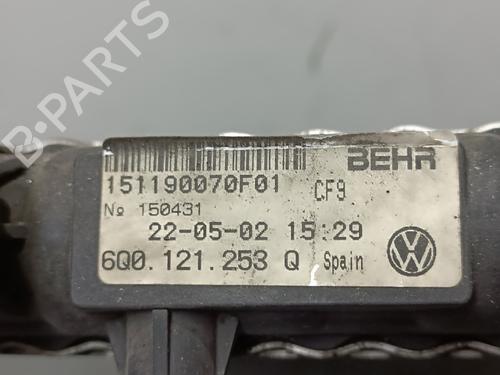 B-PARTS
BEHR
151190070F01 CF9
№ 150431
22-05-02 15:29
6Q0.121.253 Q Spain